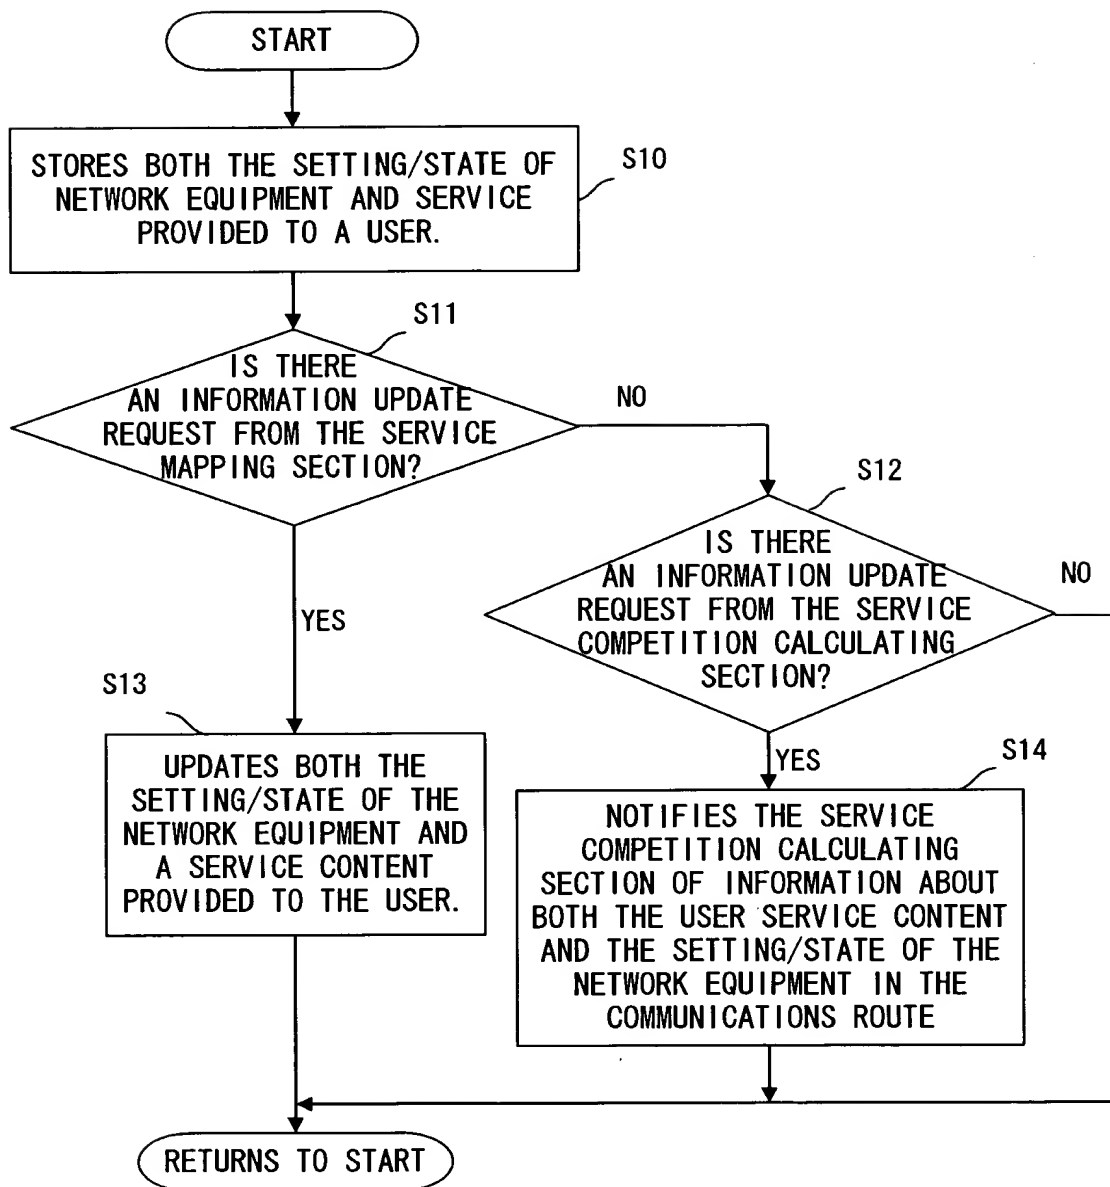 START
STORES BOTH THE SETTING/STATE OF
NETWORK EQUIPMENT AND SERVICE
PROVIDED TO A USER.
S10
S11
IS THERE
AN INFORMATION UPDATE
REQUEST FROM THE SERVICE
MAPPING SECTION?
NO
S12
IS THERE
AN INFORMATION UPDATE
REQUEST FROM THE SERVICE
COMPETITION CALCULATING
SECTION?
NO
YES
S13
UPDATES BOTH THE
SETTING/STATE OF THE
NETWORK EQUIPMENT AND
A SERVICE CONTENT
PROVIDED TO THE USER.
YES
S14
NOTIFIES THE SERVICE
COMPETITION CALCULATING
SECTION OF INFORMATION ABOUT
BOTH THE USER SERVICE CONTENT
AND THE SETTING/STATE OF THE
NETWORK EQUIPMENT IN THE
COMMUNICATIONS ROUTE
RETURNS TO START